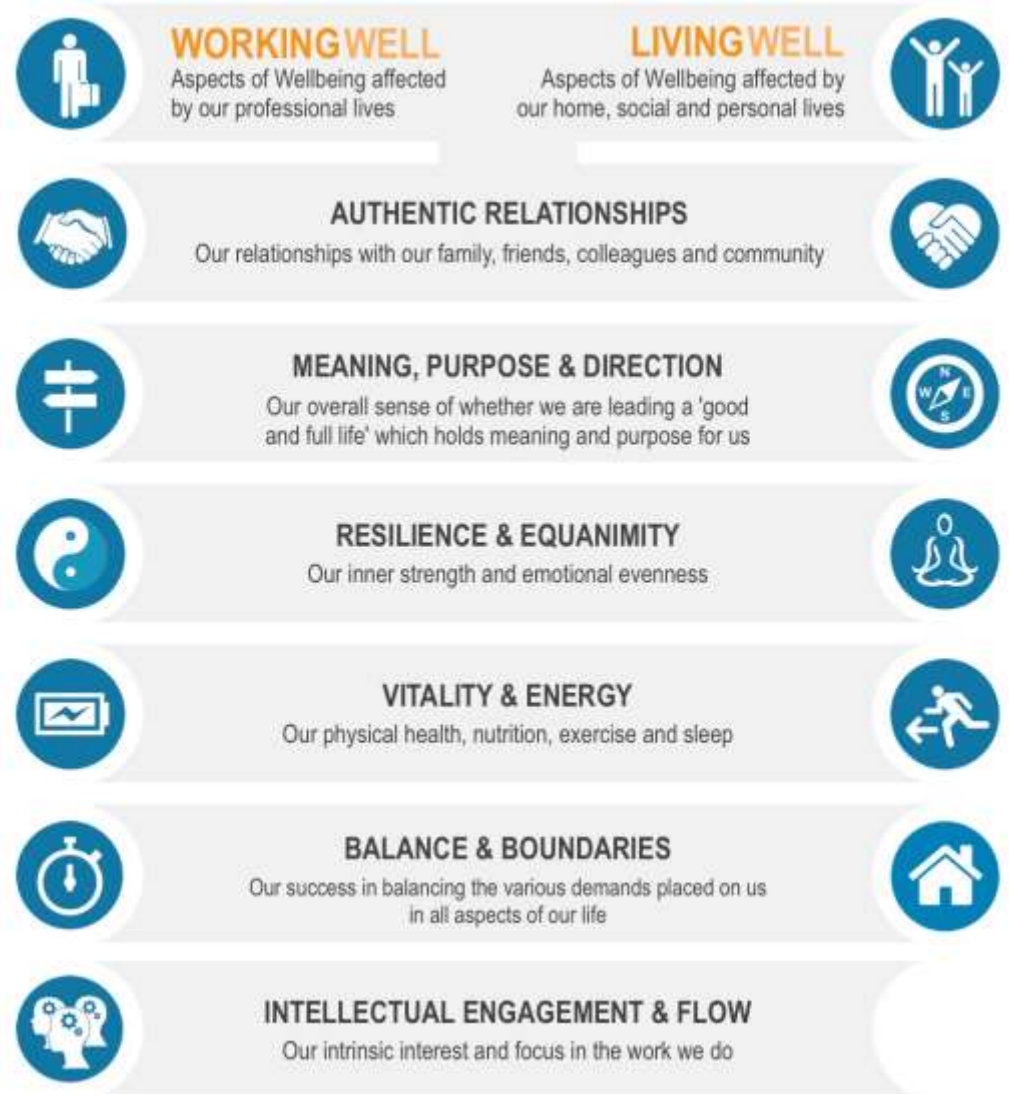 WORKINGWELL
Aspects of Wellbeing affected
by our professional lives
LIVINGWELL
Aspects of Wellbeing affected by
our home, social and personal lives
AUTHENTIC RELATIONSHIPS
Our relationships with our family, friends, colleagues and community
MEANING, PURPOSE & DIRECTION
Our overall sense of whether we are leading a 'good
and full life' which holds meaning and purpose for us
N
W E
S
RESILIENCE & EQUANIMITY
Our inner strength and emotional evenness
VITALITY & ENERGY
Our physical health, nutrition, exercise and sleep
BALANCE & BOUNDARIES
Our success in balancing the various demands placed on us
in all aspects of our life
INTELLECTUAL ENGAGEMENT & FLOW
Our intrinsic interest and focus in the work we do